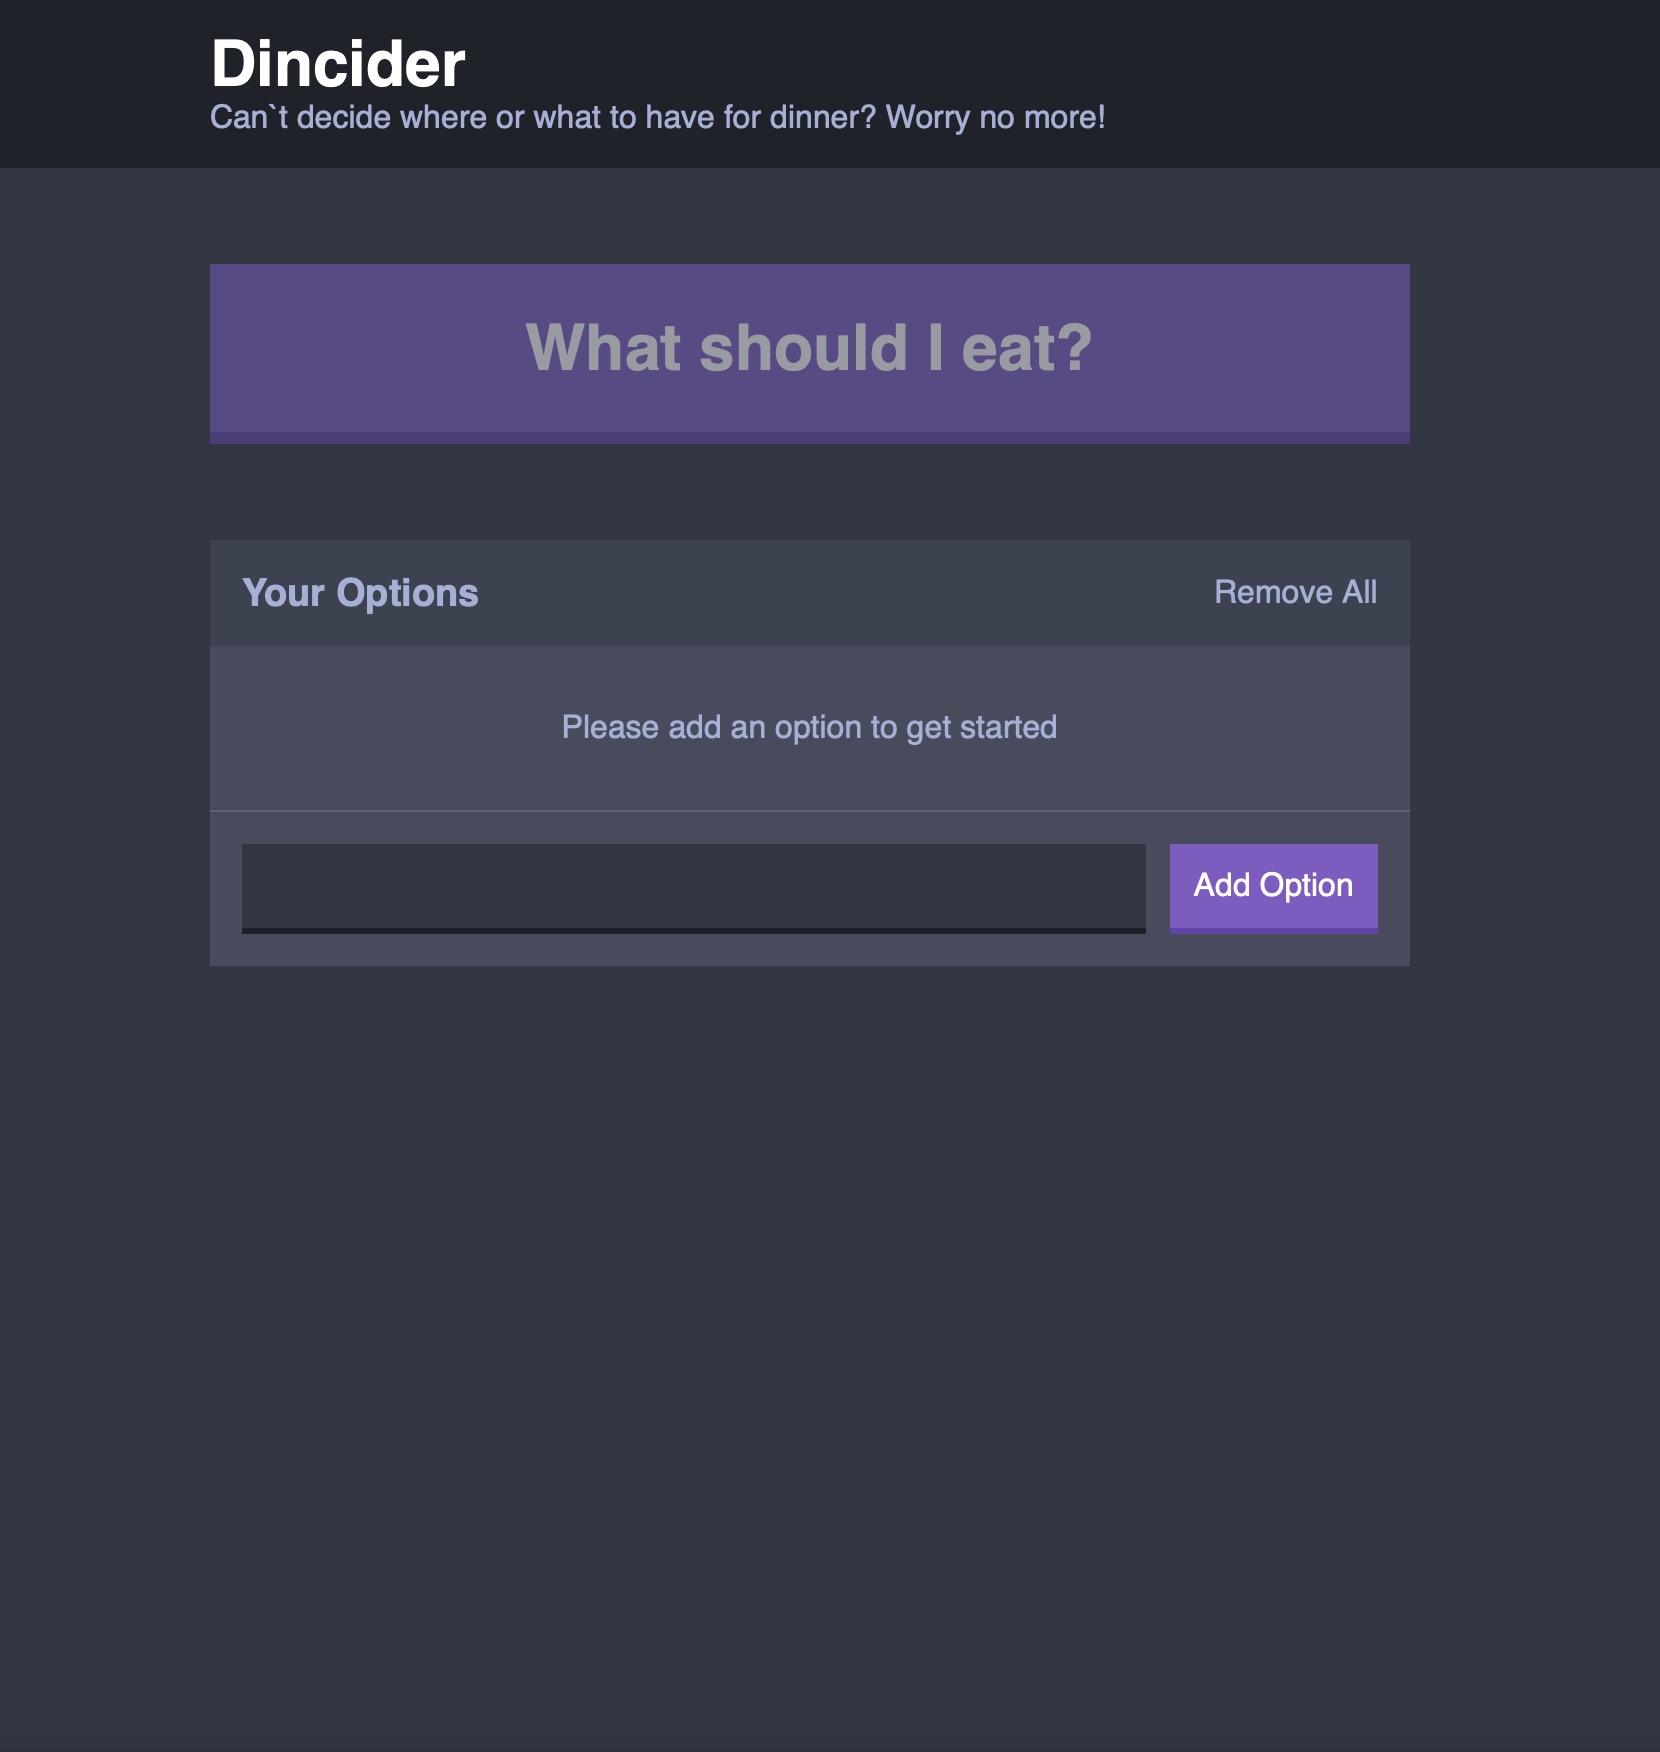 Dincider
Can`t decide where or what to have for dinner? Worry no more!
What should I eat?
Your Options
Remove All
Please add an option to get started
Add Option